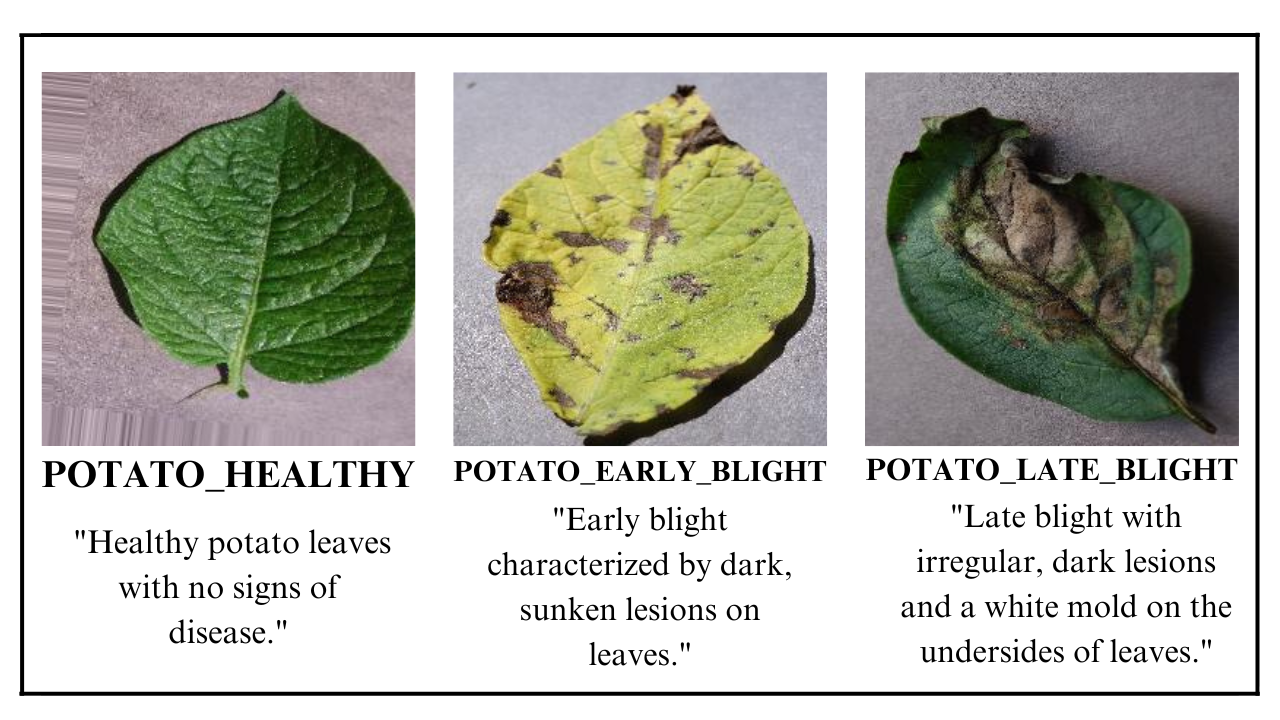 POTATO_HEALTHY
"Healthy potato leaves
with no signs of
disease."
POTATO_EARLY_BLIGHT
"Early blight
characterized by dark,
sunken lesions on
leaves."
POTATO_LATE_BLIGHT
"Late blight with
irregular, dark lesions
and a white mold on the
undersides of leaves."